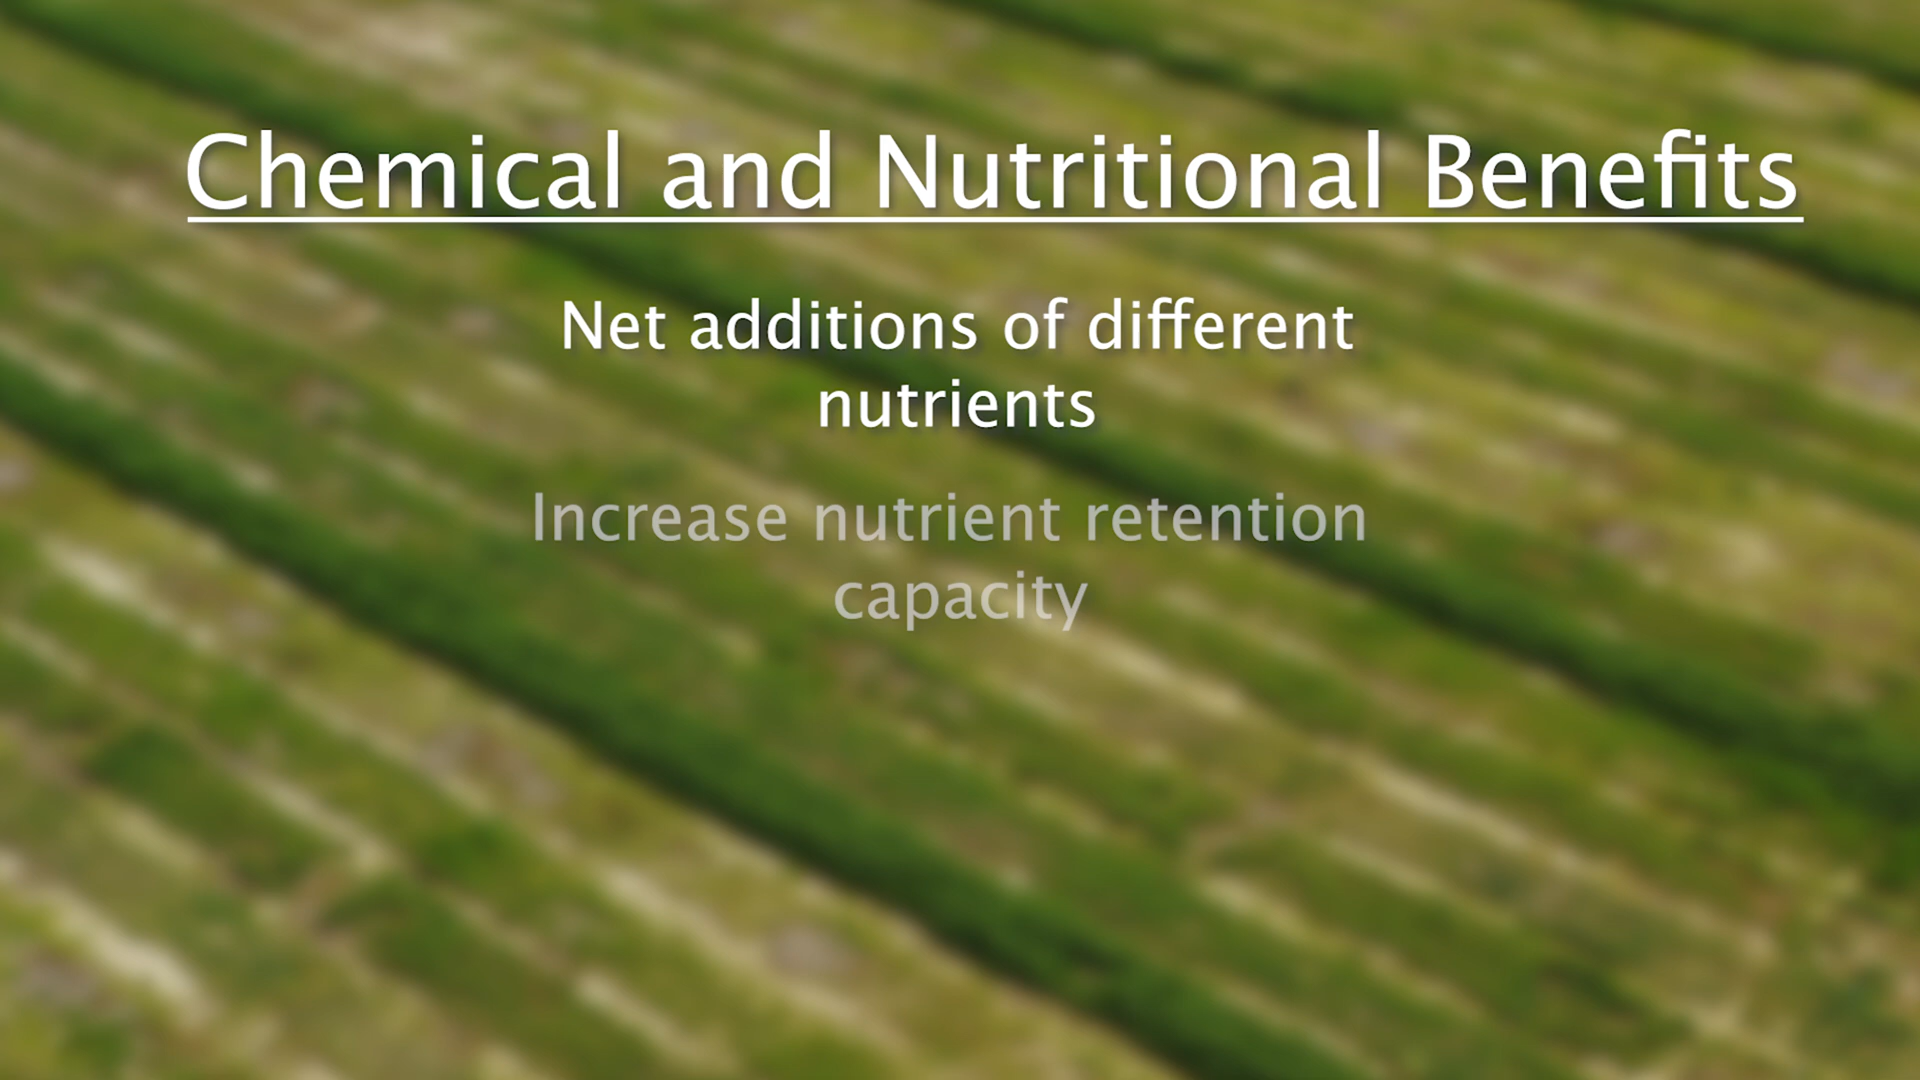 Chemical and Nutritional Benefits
Net additions of different
nutrients
Increase nutrient retention
capacity